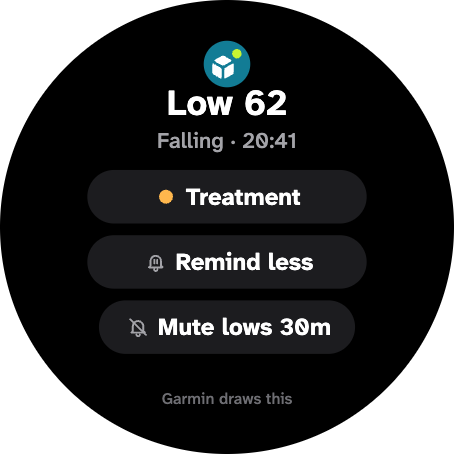 Low 62
Falling · 20:41
Treatment
Remind less
Mute lows 30m
Garmin draws this